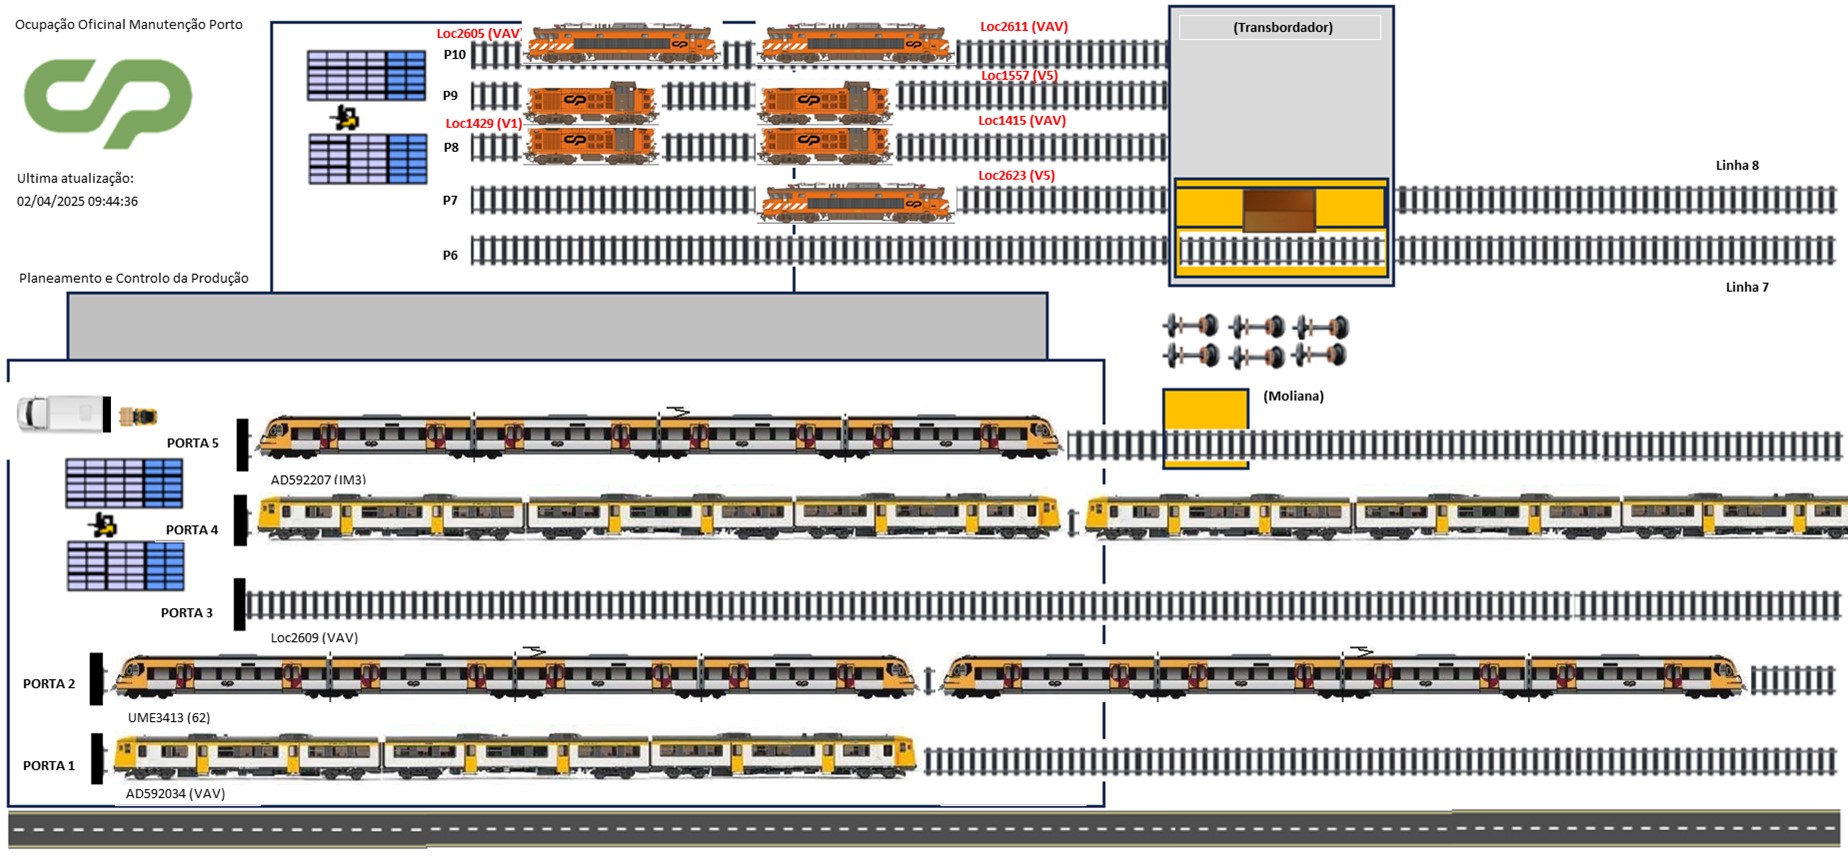 Ocupação Oficinal Manutenção Porto
Ultima atualização:
02/04/2025 09:44:36
Planeamento e Controlo da Produção
Loc2605 (VAV)
Loc2611 (VAV)
P10
Loc1557 (V5)
P9
Loc1429 (V1)
Loc1415 (VAV)
P8
Loc2623 (V5)
P7
P6
(Transbordador)
Linha 8
Linha 7
(Moliana)
PORTA 5
AD592207 (IM3)
PORTA 4
PORTA 3
Loc2609 (VAV)
PORTA 2
UME3413 (62)
PORTA 1
AD592034 (VAV)